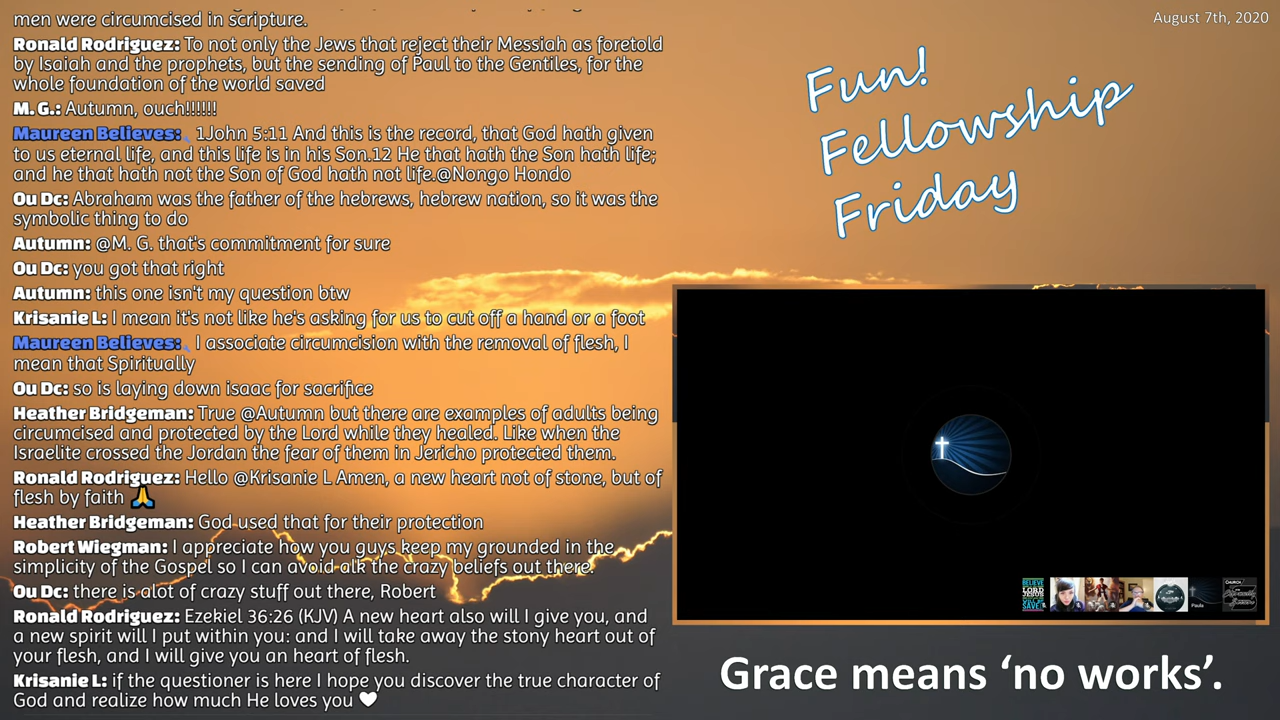 men were circumcised in scripture.
Ronald Rodriguez: To not only the Jews that reject their Messiah as foretold
by Isaiah and the prophets, but the sending of Paul to the Gentiles, for the
whole foundation of the world saved
M. G.: Autumn, ouch!!!!!!
Maureen Believes: 1John 5:11 And this is the record, that God hath given
to us eternal life, and this life is in his Son.12 He that hath the Son hath life;
and he that hath not the Son of God hath not life.@Nongo Hondo
Ou Dc: Abraham was the father of the hebrews, hebrew nation, so it was the
symbolic thing to do
Autumn: @M. G. that's commitment for sure
Ou Dc: you got that right
Autumn: this one isn't my question btw
Krisanie L: I mean it's not like he's asking for us to cut off a hand or a foot
Maureen Believes: I associate circumcision with the removal of flesh, I
mean that Spiritually
Ou Dc: so is laying down isaac for sacrifice
Heather Bridgeman: True @Autumn but there are examples of adults being
circumcised and protected by the Lord while they healed. Like when the
Israelite crossed the Jordan the fear of them in Jericho protected them.
Ronald Rodriguez: Hello @Krisanie L Amen, a new heart not of stone, but of
flesh by faith 🙏
Heather Bridgeman: God used that for their protection
Robert Wiegman: I appreciate how you guys keep my grounded in the
simplicity of the Gospel so I can avoid alk the crazy beliefs out there.
Ou Dc: there is alot of crazy stuff out there, Robert
Ronald Rodriguez: Ezekiel 36:26 (KJV) A new heart also will I give you, and
a new spirit will I put within you: and I will take away the stony heart out of
your flesh, and I will give you an heart of flesh.
Krisanie L: if the questioner is here I hope you discover the true character of
God and realize how much He loves you ♥
August 7th, 2020
Fun!
Fellowship
Friday
BELIEVE
LORD
JESUS
SAVED
Paula
CHURCH
Grace means ‘no works’.